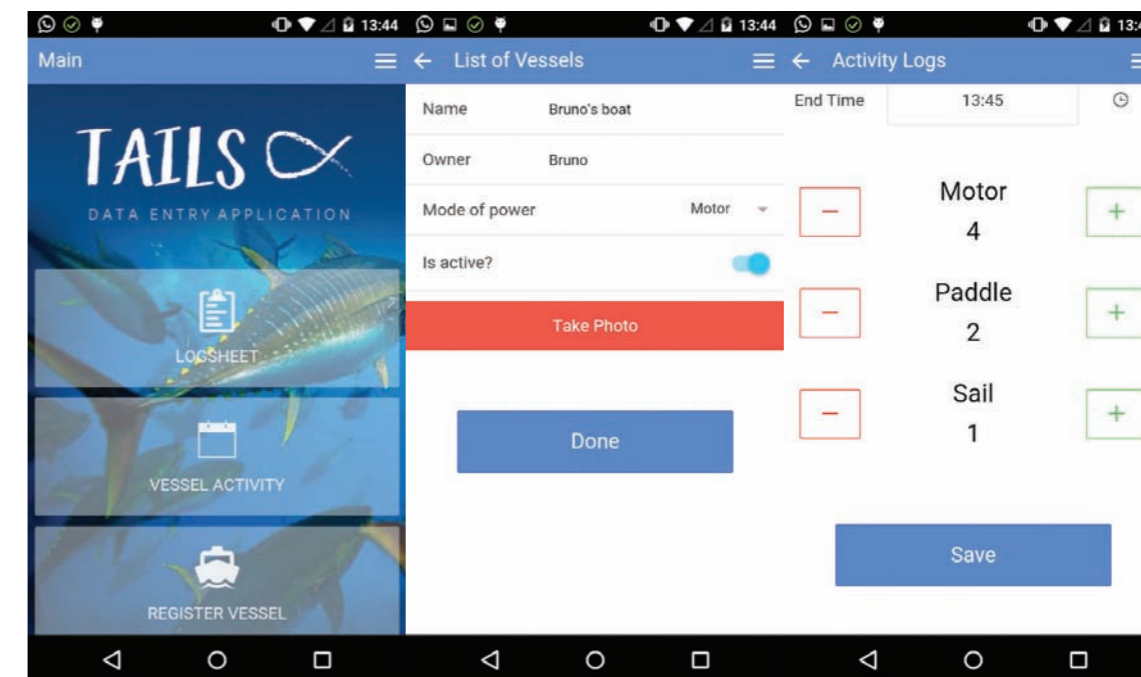 13:44
Main
TAILS
DATA ENTRY APPLICATION
LOGSHEET
VESSEL ACTIVITY
REGISTER VESSEL
13:44
List of Vessels
Name Bruno's boat
Owner Bruno
Mode of power Motor
Is active?
Take Photo
Done
13:4
Activity Logs
End Time 13:45
Motor
4
Paddle
2
Sail
1
Save